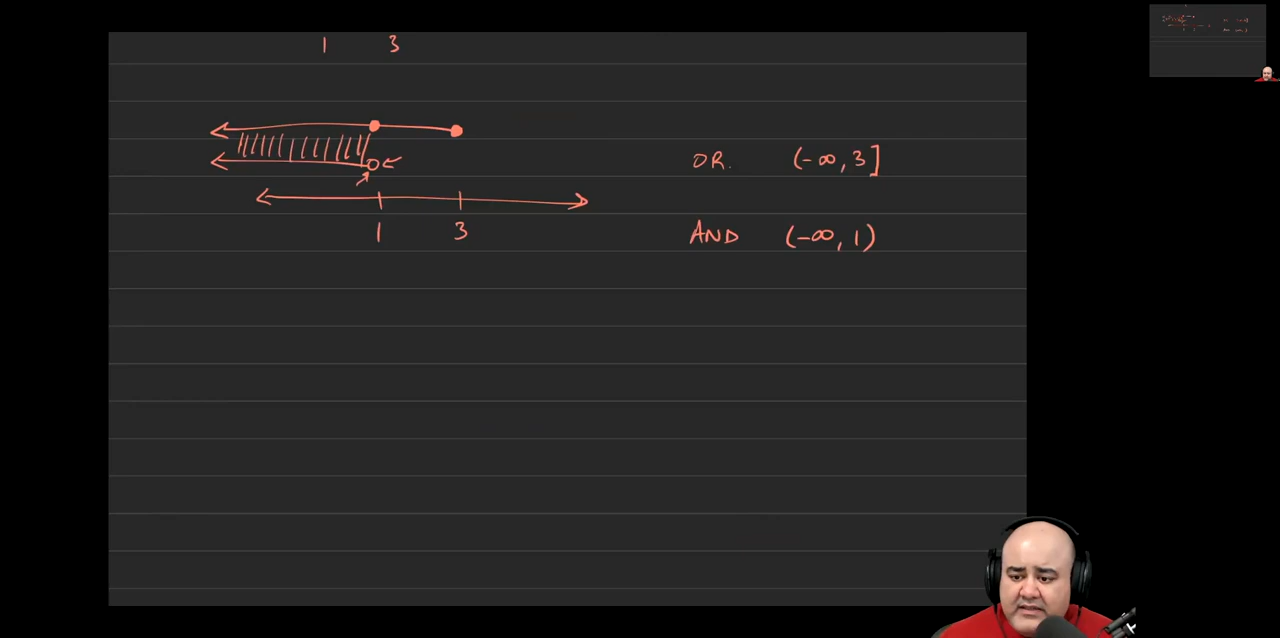 1 3
OR. (-∞, 3]
1 3
AND (-∞, 1)